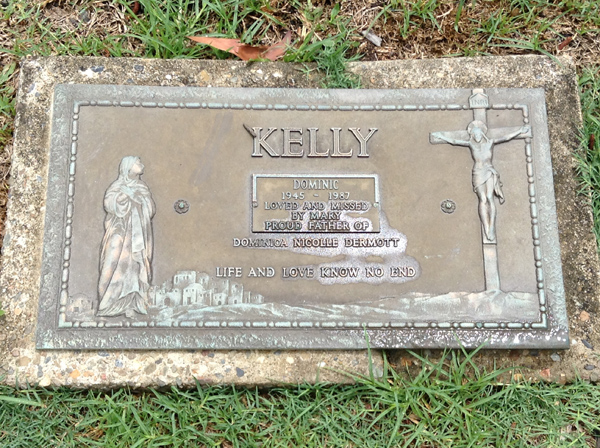 KELLY
DOMINIC
1945 - 1987
LOVED AND MISSED
BY MARY
PROUD FATHER OF
DOMINICA NICOLLE DERMOTT
LIFE AND LOVE KNOW NO END